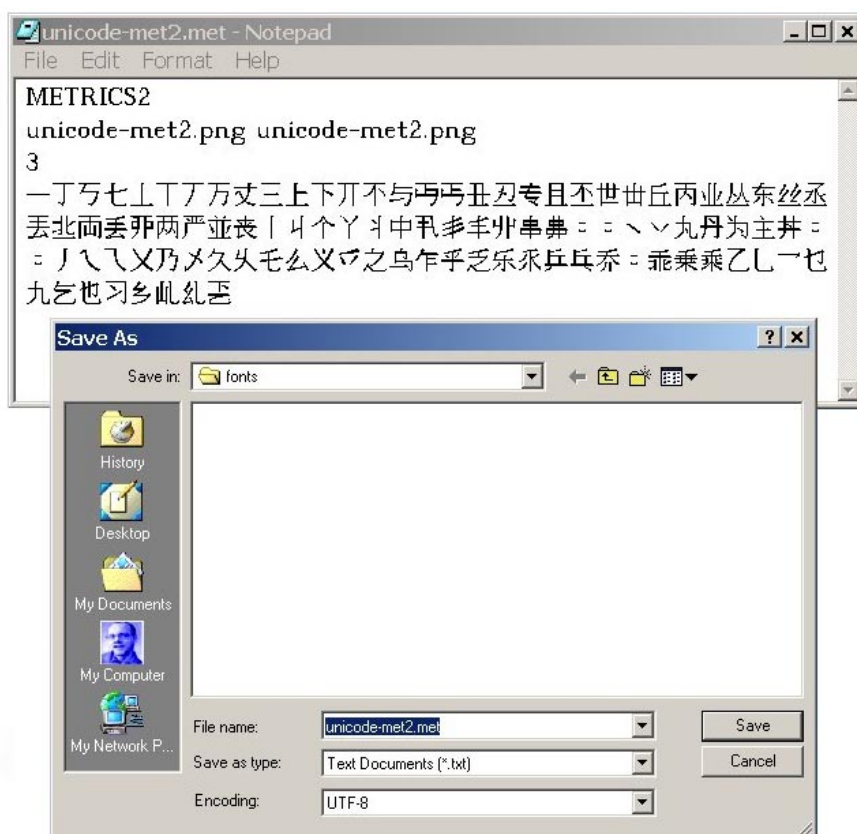 unicode-met2.met - Notepad
File Edit Format Help
METRICS2
unicode-met2.png unicode-met2.png
3
一丁丂七丄丅丆万丈三上下丌不与丏丐丑丒专且丕世丗丘丙业丛东丝丞
丟丠両丢丣两严並丧丨丩个丫丬中丮丯丰丱串丳丶丷丸丹为主丼
丿乀乁乂乃乄久乆乇么义乊之乌乍乎乏乐乑乒乓乔乖乗乘乙乚乛乜
九乞也习乡乢乣
Save As
Save in: fonts
History
Desktop
My Documents
My Computer
My Network P...
File name: unicode-met2.met Save
Save as type: Text Documents (*.txt) Cancel
Encoding: UTF-8